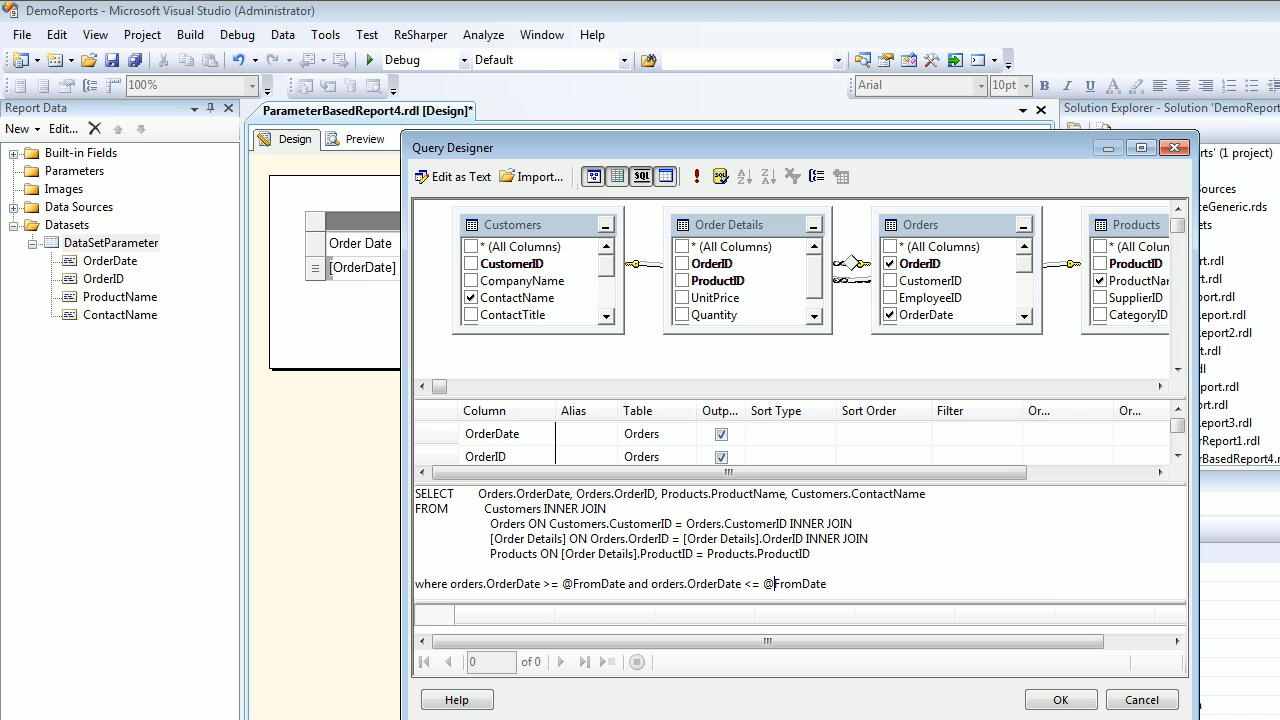 DemoReports - Microsoft Visual Studio (Administrator)
File Edit View Project Build Debug Data Tools Test ReSharper Analyze Window Help
Debug Default
100% Arial 10pt B I U A
Report Data ParameterBasedReport4.rdl [Design]* Solution Explorer - Solution 'DemoReport
New Edit...
Design Preview
Built-in Fields
Parameters
Images
Data Sources
Datasets
DataSetParameter
OrderDate
OrderID
ProductName
ContactName
Order Date
[OrderDate]
Query Designer
Edit as Text Import... SQL
Customers
* (All Columns)
CustomerID
CompanyName
ContactName
ContactTitle
Order Details
* (All Columns)
OrderID
ProductID
UnitPrice
Quantity
Orders
* (All Columns)
OrderID
CustomerID
EmployeeID
OrderDate
Products
* (All Colun
ProductID
ProductNar
SupplierID
CategoryID
Column Alias Table Outp... Sort Type Sort Order Filter Or... Or...
OrderDate Orders
OrderID Orders
SELECT Orders.OrderDate, Orders.OrderID, Products.ProductName, Customers.ContactName
FROM Customers INNER JOIN
Orders ON Customers.CustomerID = Orders.CustomerID INNER JOIN
[Order Details] ON Orders.OrderID = [Order Details].OrderID INNER JOIN
Products ON [Order Details].ProductID = Products.ProductID
where orders.OrderDate >= @FromDate and orders.OrderDate <= @FromDate
0 of 0
Help OK Cancel
rts' (1 project)
ources
ceGeneric.rds
ets
rt.rdl
t.rdl
port.rdl
eport2.rdl
t.rdl
dl
port.rdl
ort.rdl
eport3.rdl
rReport1.rdl
erBasedReport4.r